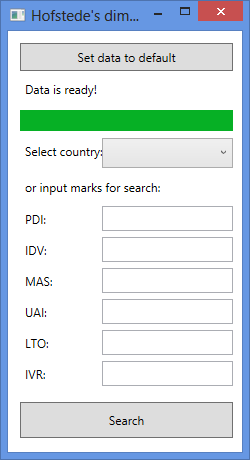 Hofstede's dim...
Set data to default
Data is ready!
Select country:
or input marks for search:
PDI:
IDV:
MAS:
UAI:
LTO:
IVR:
Search